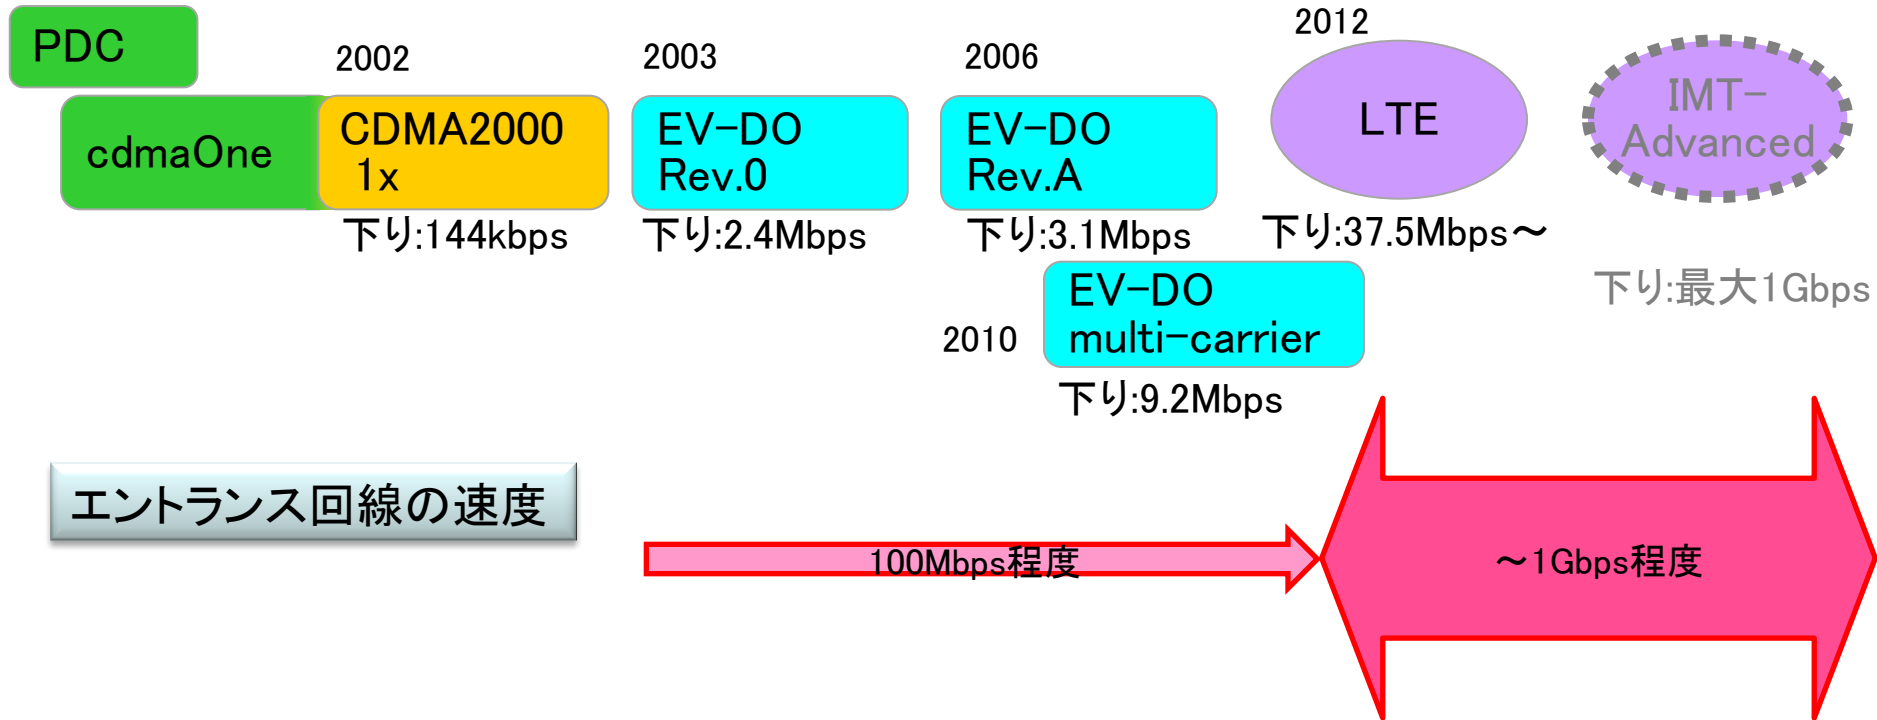 PDC
cdmaOne
2002
CDMA2000
1x
下り:144kbps
2003
EV-DO
Rev.0
下り:2.4Mbps
2006
EV-DO
Rev.A
下り:3.1Mbps
2010
EV-DO
multi-carrier
下り:9.2Mbps
2012
LTE
下り:37.5Mbps～
IMT-
Advanced
下り:最大1Gbps
エントランス回線の速度
100Mbps程度
～1Gbps程度